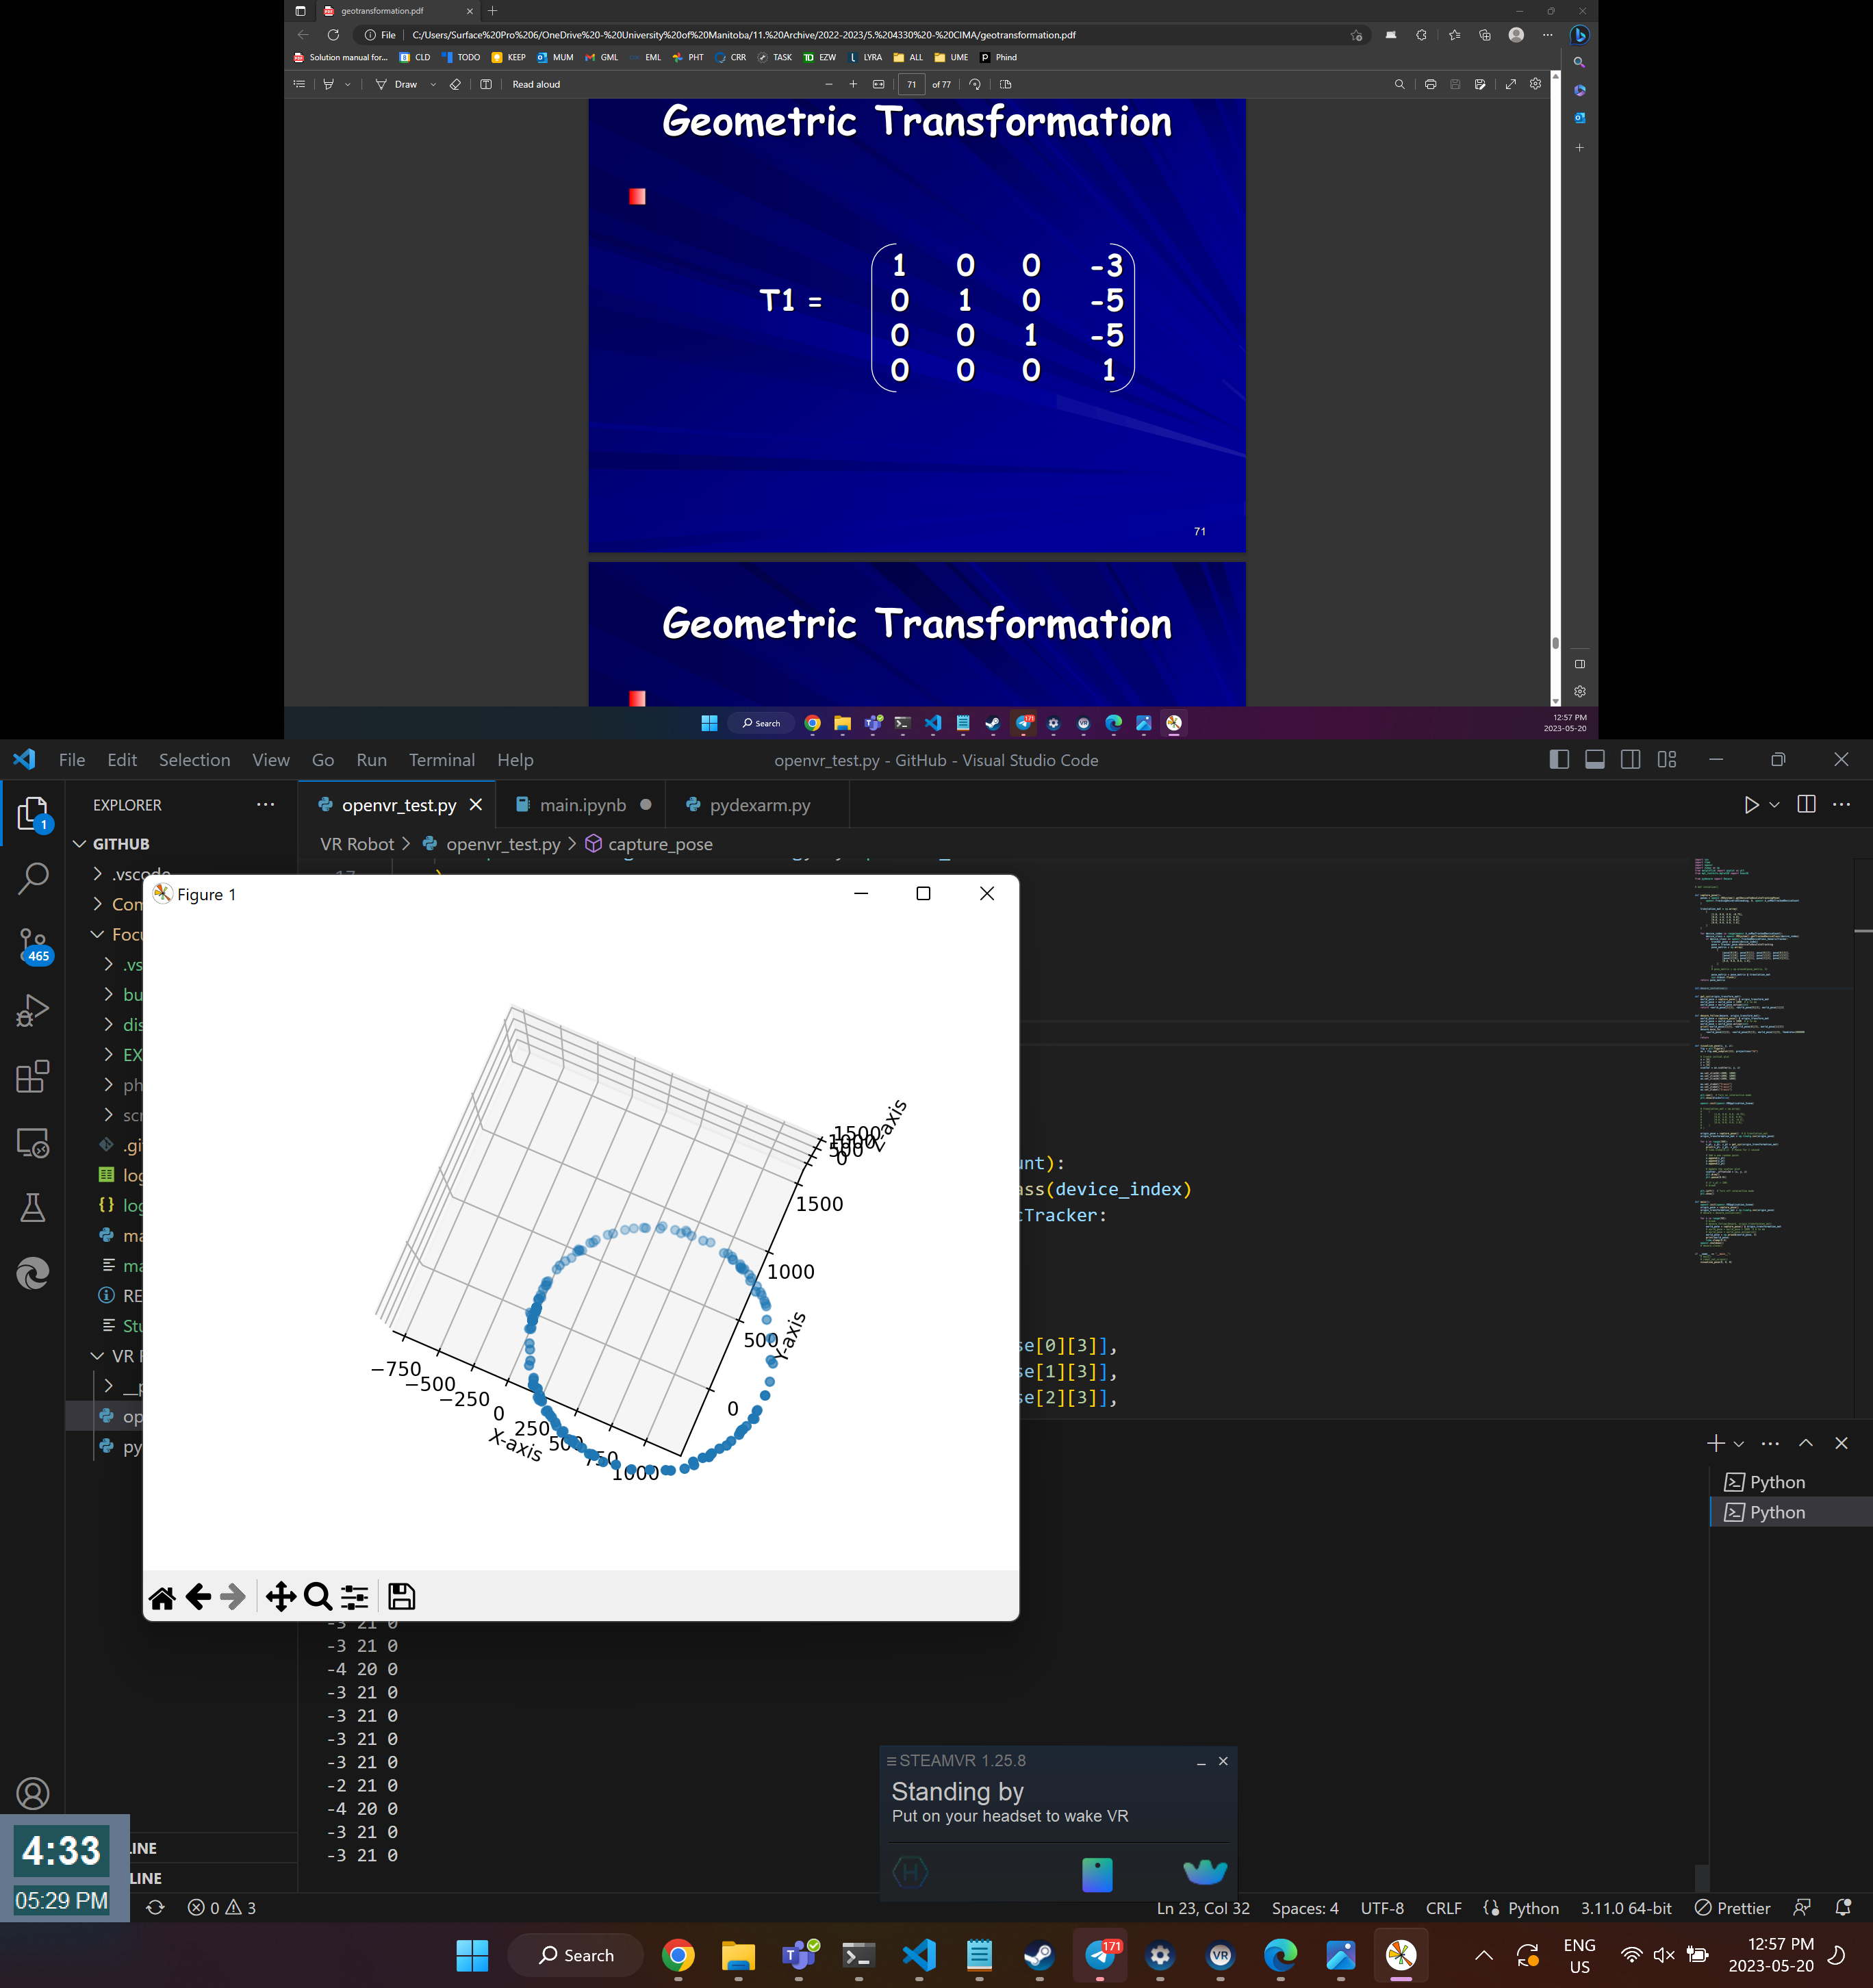 geotransformation.pdf
File | C:/Users/Surface%20Pro%206/OneDrive%20-%20University%20of%20Manitoba/11.%20Archive/2022-2023/5.%204330%20-%20CIMA/geotransformation.pdf
Solution manual for... CLD TODO KEEP MUM GML EML PHT CRR TASK EZW LYRA ALL UME Phind
Draw Read aloud 71 of 77
Geometric Transformation
T1 =
1 0 0 -3
0 1 0 -5
0 0 1 -5
0 0 0 1
71
Geometric Transformation
Search
12:57 PM
2023-05-20
File Edit Selection View Go Run Terminal Help openvr_test.py - GitHub - Visual Studio Code
EXPLORER
openvr_test.py main.ipynb pydexarm.py
GITHUB
VR Robot > openvr_test.py > capture_pose
.vscode
17
Figure 1
Com
Focu
.vs
bu
dis
EX
ph
scr
.gi
log
log
ma
ma
RE
Stu
VR R
op
py
1
465
Z-axis
1500
1000
500
0
1500
1000
500
0
Y-axis
−750
−500
−250
0
250
500
750
1000
X-axis
unt):
ass(device_index)
cTracker:
se[0][3]],
se[1][3]],
se[2][3]],
Python
Python
-3 21 0
-3 21 0
-4 20 0
-3 21 0
-3 21 0
-3 21 0
-3 21 0
-2 21 0
-4 20 0
-3 21 0
-3 21 0
STEAMVR 1.25.8
Standing by
Put on your headset to wake VR
4:33
05:29 PM
LINE
LINE
0 3
Ln 23, Col 32 Spaces: 4 UTF-8 CRLF Python 3.11.0 64-bit Prettier
Search
171
ENG
US
12:57 PM
2023-05-20